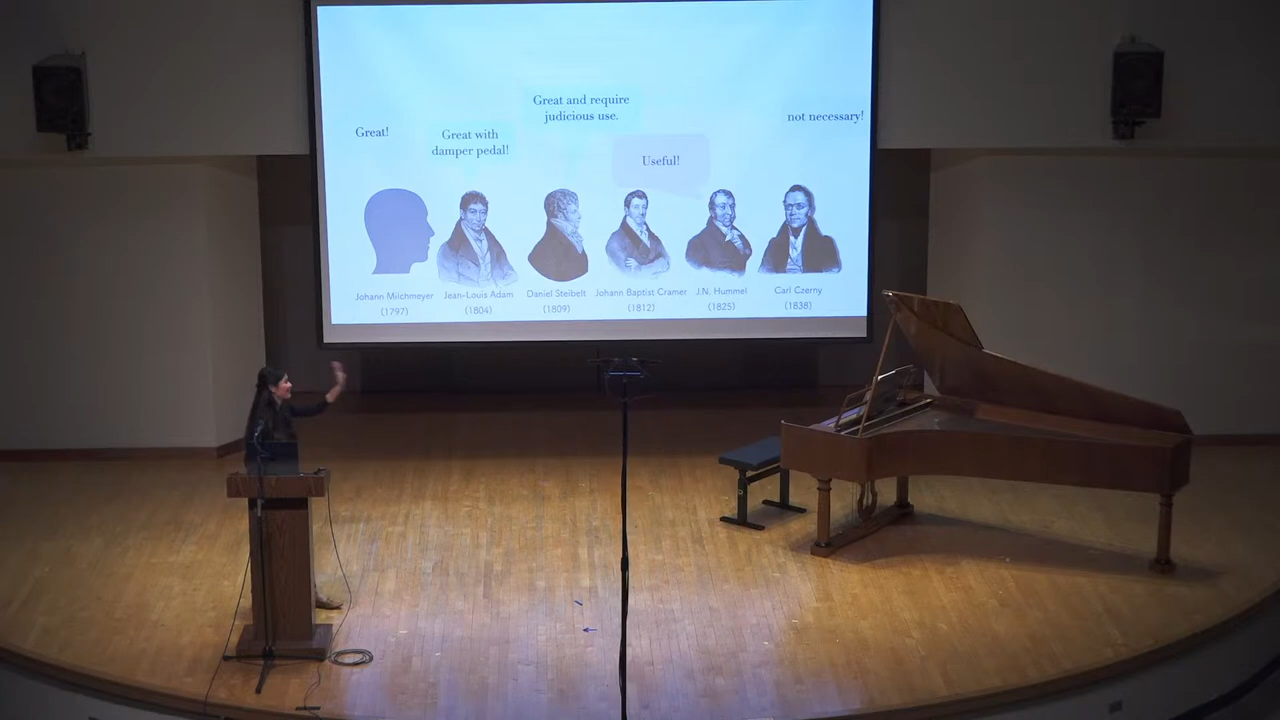 Great!
Great with
damper pedal!
Great and require
judicious use.
Useful!
not necessary!
Johann Milchmeyer
(1797)
Jean-Louis Adam
(1804)
Daniel Steibelt
(1809)
Johann Baptist Cramer
(1812)
J.N. Hummel
(1825)
Carl Czerny
(1838)